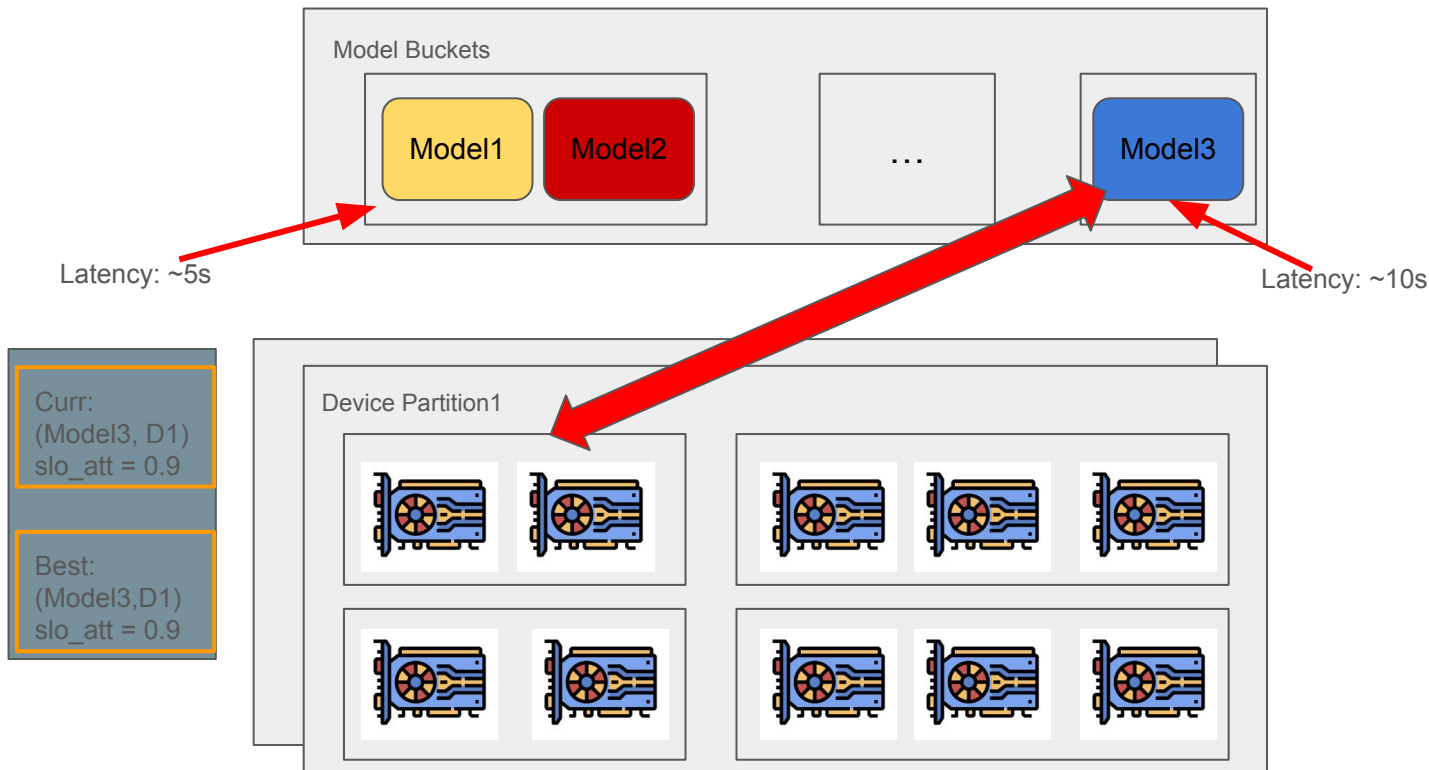 Model Buckets
Model1
Model2
...
Model3
Latency: ~5s
Latency: ~10s
Curr:
(Model3, D1)
slo_att = 0.9
Best:
(Model3,D1)
slo_att = 0.9
Device Partition1